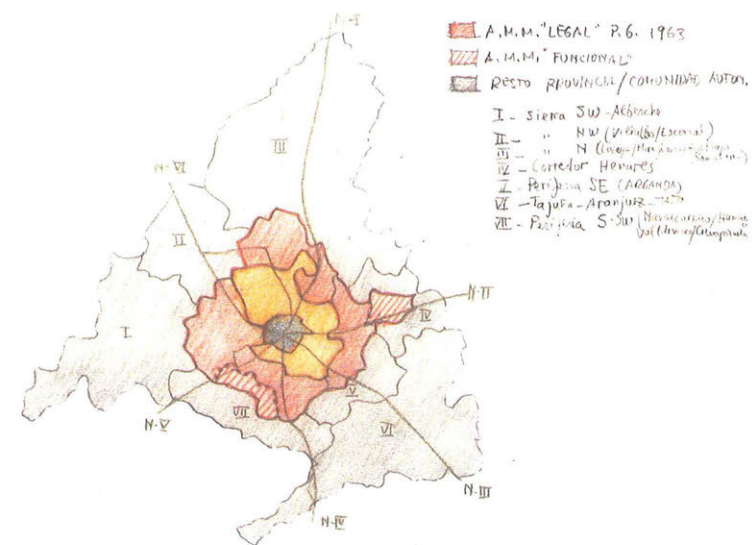 A.M.M. "LEGAL" P.G. 1963
A.M.M. "FUNCIONAL"
RESTO PROVINCIA/COMUNIDAD AUTON.
I - Sierra SW - Alberche
II - " NW (Villalba/Escorial)
III - " N
IV - Corredor Henares
V - Periferia SE (ARGANDA)
VI - Tajuña - Aranjuez
VII - Periferia S-SW
N-I
III
N-VI
II
N-II
IV
I
V
VII
VI
N-V
N-III
N-IV